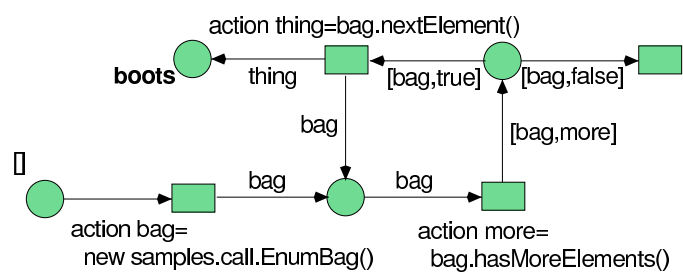 action thing=bag.nextElement()
boots
thing
[bag,true]
[bag,false]
bag
[bag,more]
[]
bag
bag
action bag=
new samples.call.EnumBag()
action more=
bag.hasMoreElements()